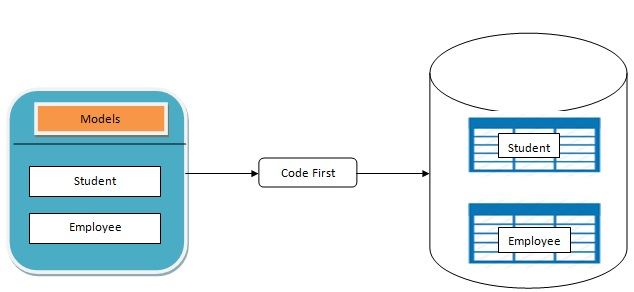 Models
Student
Employee
Code First
Student
Employee